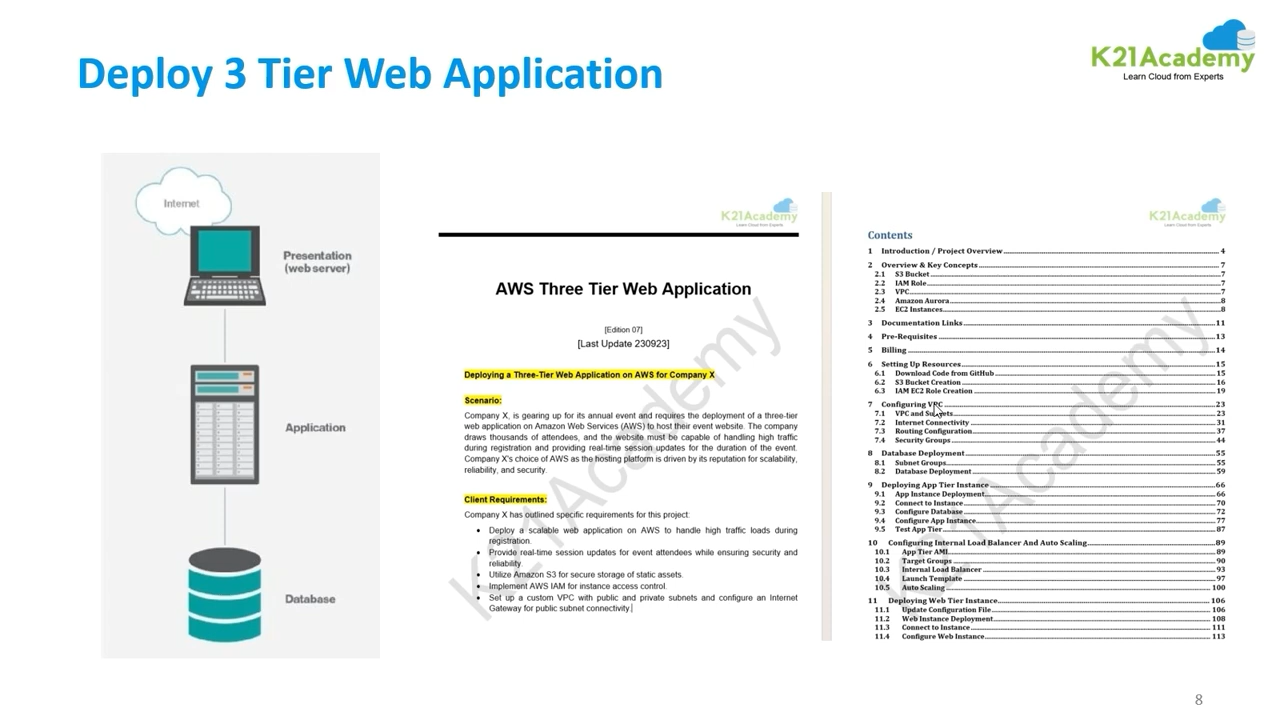 Deploy 3 Tier Web Application
K21Academy
Learn Cloud from Experts
Internet
Presentation
(web server)
Application
Database
K21Academy
Learn Cloud from Experts
AWS Three Tier Web Application
[Edition 07]
[Last Update 230923]
Deploying a Three-Tier Web Application on AWS for Company X
Scenario:
Company X, is gearing up for its annual event and requires the deployment of a three-tier
web application on Amazon Web Services (AWS) to host their event website. The company
draws thousands of attendees, and the website must be capable of handling high traffic
during registration and providing real-time session updates for the duration of the event.
Company X's choice of AWS as the hosting platform is driven by its reputation for scalability,
reliability, and security.
Client Requirements:
Company X has outlined specific requirements for this project:
• Deploy a scalable web application on AWS to handle high traffic loads during
registration.
• Provide real-time session updates for event attendees while ensuring security and
reliability.
• Utilize Amazon S3 for secure storage of static assets.
• Implement AWS IAM for instance access control.
• Set up a custom VPC with public and private subnets and configure an Internet
Gateway for public subnet connectivity.
K21Academy
K21Academy
Learn Cloud from Experts
Contents
1 Introduction / Project Overview 4
2 Overview & Key Concepts 7
2.1 S3 Bucket 7
2.2 IAM Role 7
2.3 VPC 7
2.4 Amazon Aurora 8
2.5 EC2 Instances 8
3 Documentation Links 11
4 Pre-Requisites 13
5 Billing 14
6 Setting Up Resources 15
6.1 Download Code from GitHub 15
6.2 S3 Bucket Creation 16
6.3 IAM EC2 Role Creation 19
7 Configuring VPC 23
7.1 VPC and Subnets 23
7.2 Internet Connectivity 31
7.3 Routing Configuration 37
7.4 Security Groups 44
8 Database Deployment 55
8.1 Subnet Groups 55
8.2 Database Deployment 59
9 Deploying App Tier Instance 66
9.1 App Instance Deployment 66
9.2 Connect to Instance 70
9.3 Configure Database 72
9.4 Configure App Instance 77
9.5 Test App Tier 87
10 Configuring Internal Load Balancer And Auto Scaling 89
10.1 App Tier AMI 89
10.2 Target Groups 90
10.3 Internal Load Balancer 93
10.4 Launch Template 97
10.5 Auto Scaling 100
11 Deploying Web Tier Instance 106
11.1 Update Configuration File 106
11.2 Web Instance Deployment 108
11.3 Connect to Instance 111
11.4 Configure Web Instance 113
K21Academy
8